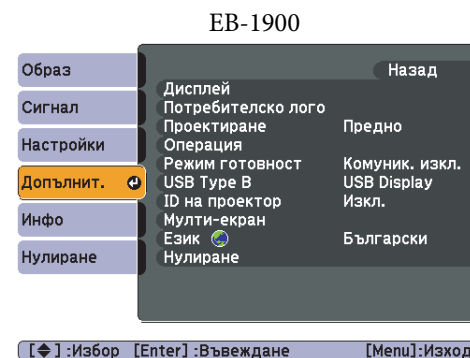 EB-1900
Образ
Сигнал
Настройки
Допълнит.
Инфо
Нулиране
Назад
Дисплей
Потребителско лого
Проектиране Предно
Операция
Режим готовност Комуник. изкл.
USB Type B USB Display
ID на проектор Изкл.
Мулти-екран
Език Български
Нулиране
[◆] :Избор [Enter] :Въвеждане [Menu]:Изход